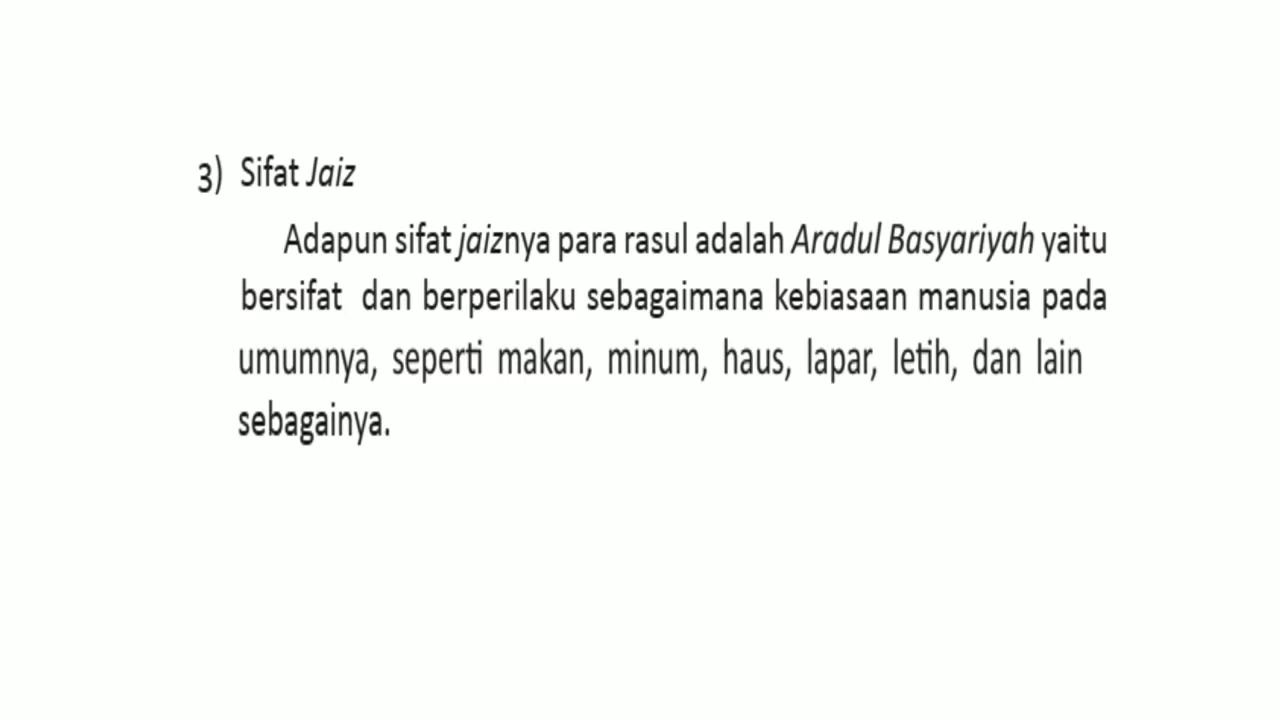 3) Sifat Jaiz
Adapun sifat jaiznya para rasul adalah Aradul Basyariyah yaitu
bersifat dan berperilaku sebagaimana kebiasaan manusia pada
umumnya, seperti makan, minum, haus, lapar, letih, dan lain
sebagainya.